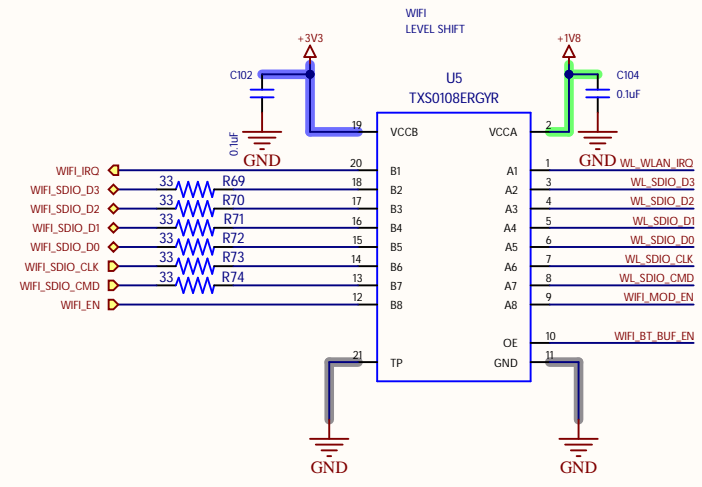 WIFI
LEVEL SHIFT
+3V3
+1V8
C102
0.1uF
GND
U5
TXS0108ERGYR
C104
0.1uF
GND
19 VCCB
VCCA 2
WIFI_IRQ 20 B1
A1 1 WL_WLAN_IRQ
WIFI_SDIO_D3 33 R69 18 B2
A2 3 WL_SDIO_D3
WIFI_SDIO_D2 33 R70 17 B3
A3 4 WL_SDIO_D2
WIFI_SDIO_D1 33 R71 16 B4
A4 5 WL_SDIO_D1
WIFI_SDIO_D0 33 R72 15 B5
A5 6 WL_SDIO_D0
WIFI_SDIO_CLK 33 R73 14 B6
A6 7 WL_SDIO_CLK
WIFI_SDIO_CMD 33 R74 13 B7
A7 8 WL_SDIO_CMD
WIFI_EN 12 B8
A8 9 WIFI_MOD_EN
OE 10 WIFI_BT_BUF_EN
21 TP
GND 11
GND
GND